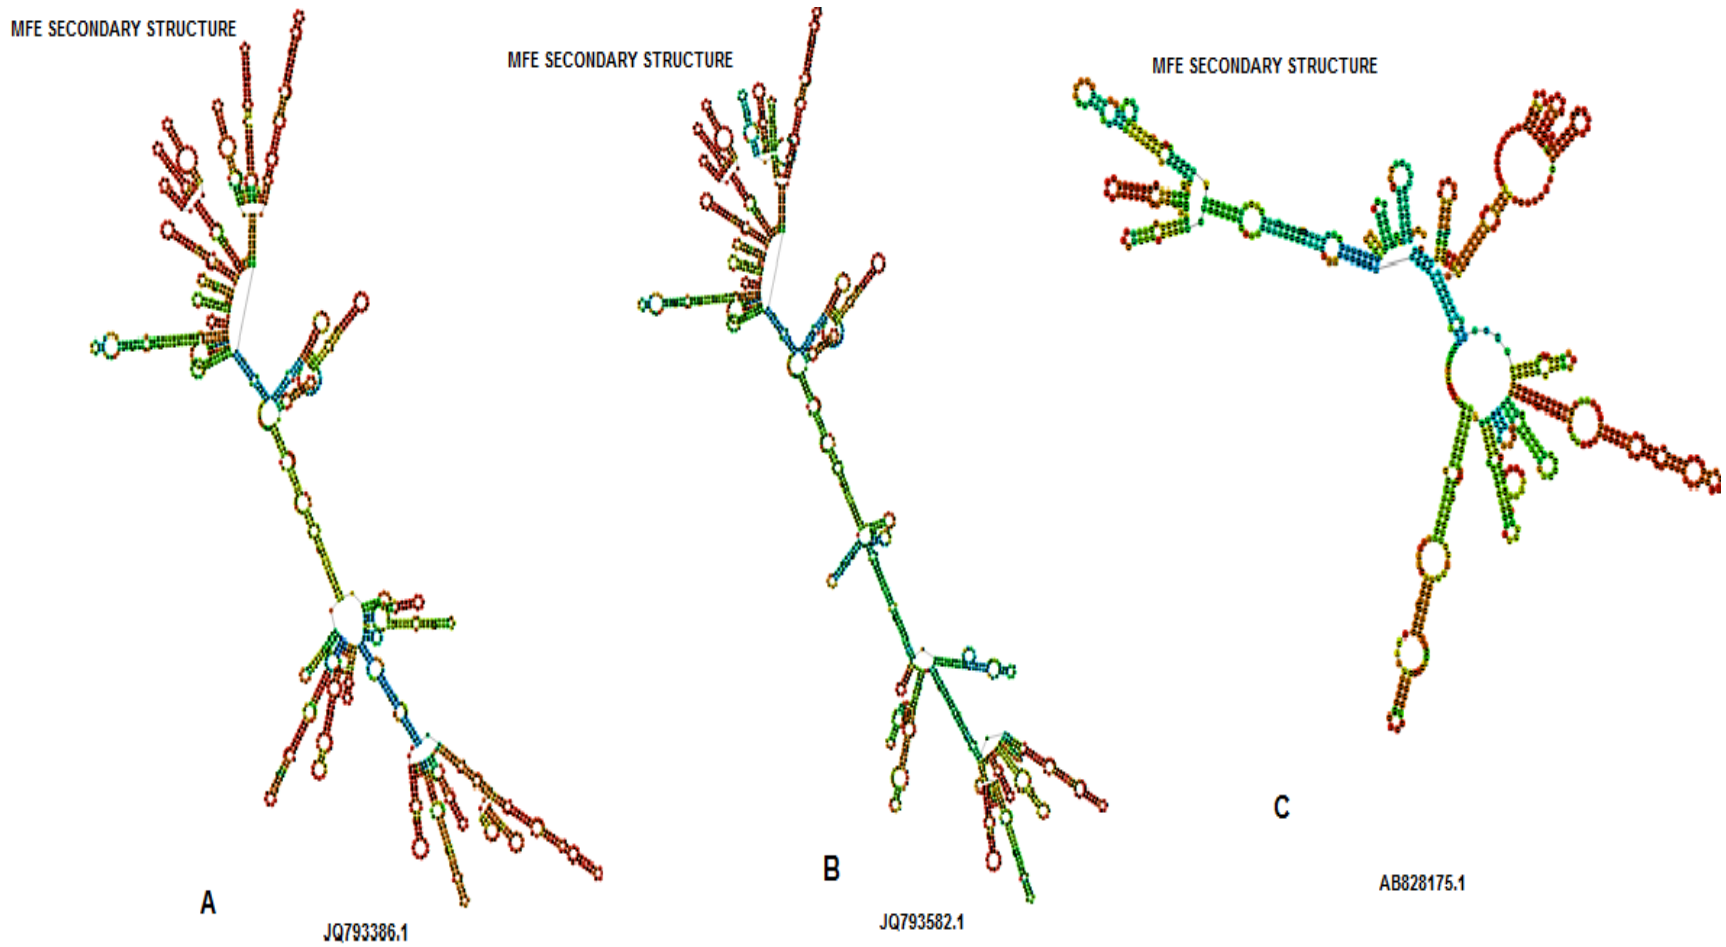 MFE SECONDARY STRUCTURE
MFE SECONDARY STRUCTURE
MFE SECONDARY STRUCTURE
A
JQ793386.1
B
JQ793582.1
C
AB828175.1